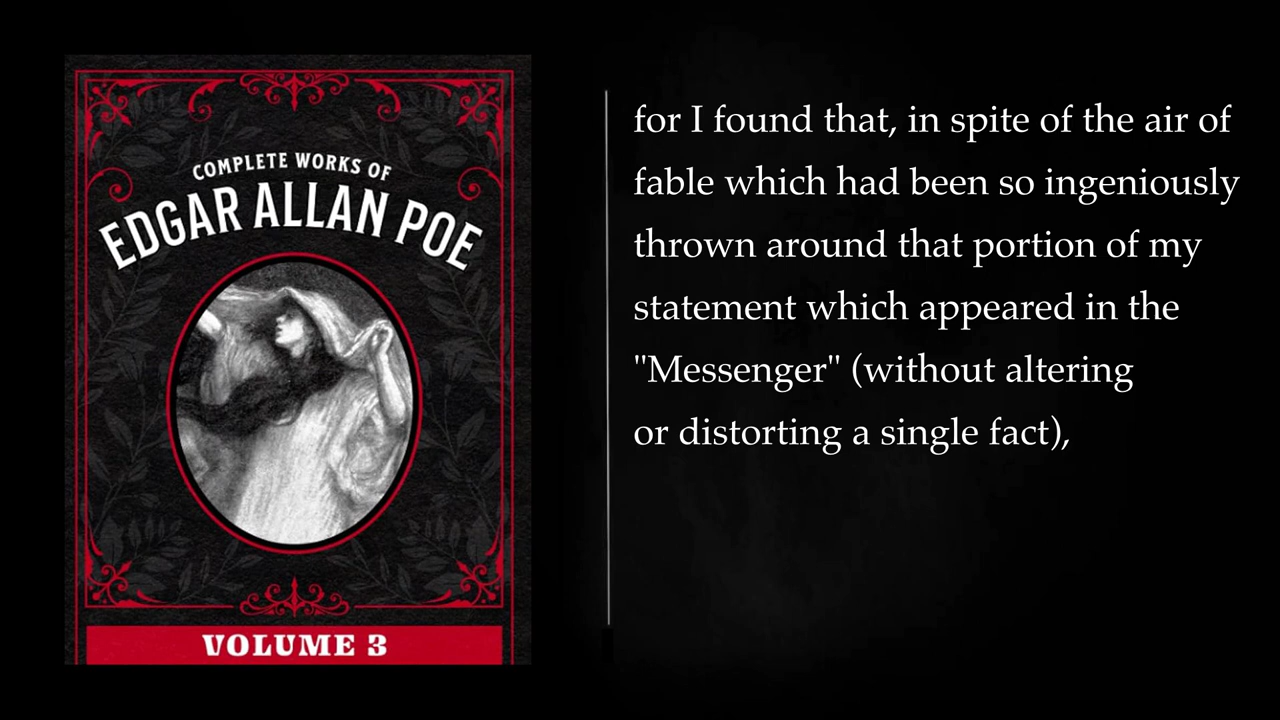 COMPLETE WORKS OF
EDGAR ALLAN POE
VOLUME 3
for I found that, in spite of the air of
fable which had been so ingeniously
thrown around that portion of my
statement which appeared in the
"Messenger" (without altering
or distorting a single fact),